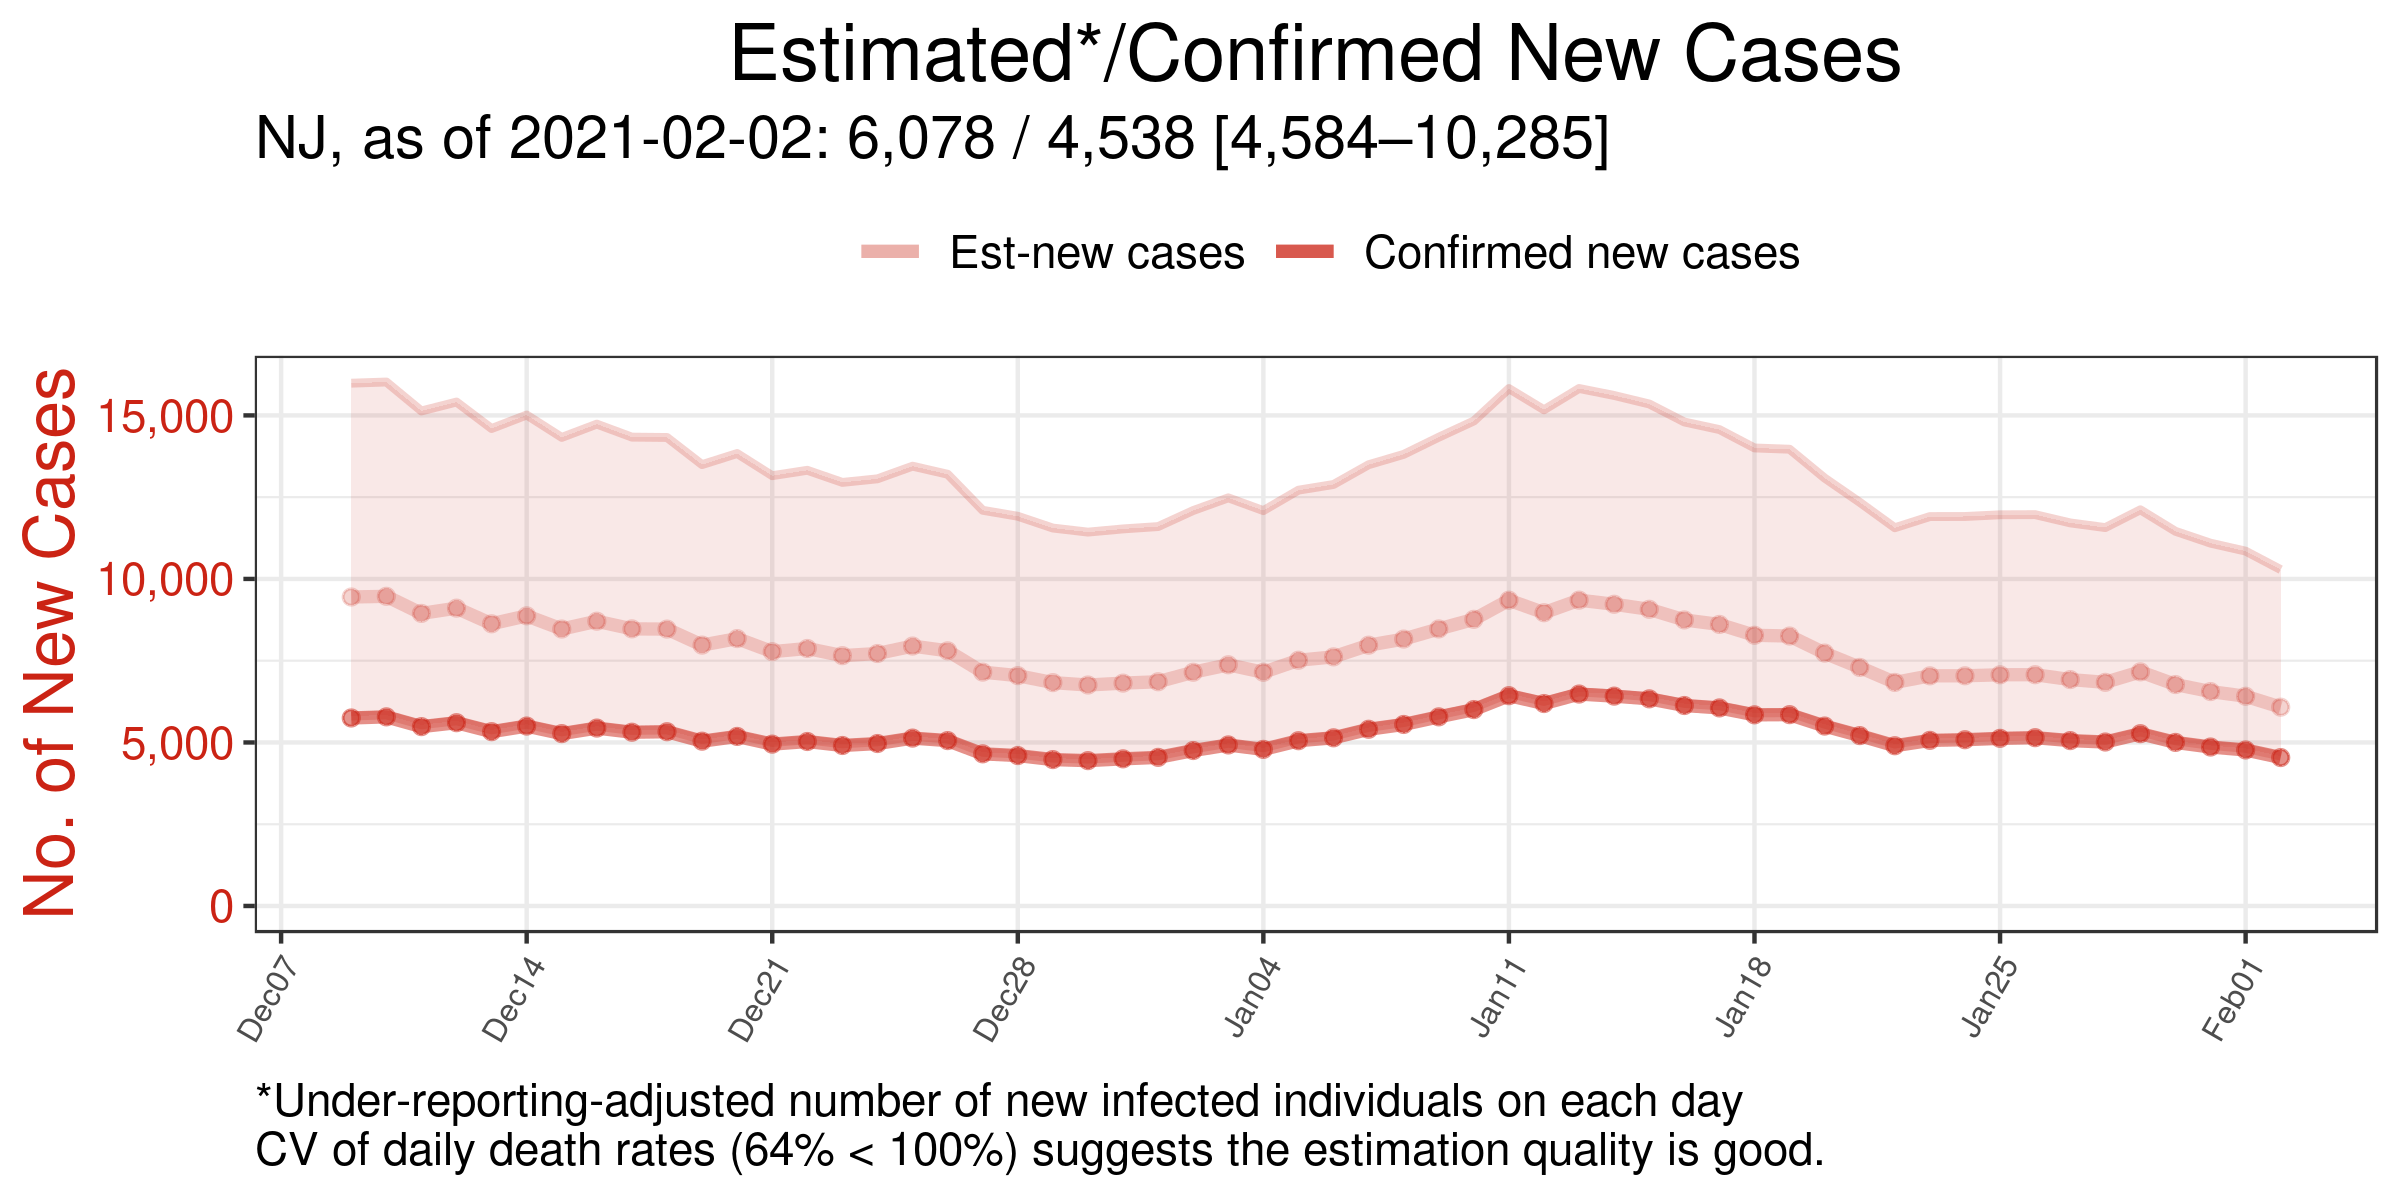 Estimated*/Confirmed New Cases
NJ, as of 2021-02-02: 6,078 / 4,538 [4,584–10,285]
Est-new cases
Confirmed new cases
No. of New Cases
15,000
10,000
5,000
0
Dec07
Dec14
Dec21
Dec28
Jan04
Jan11
Jan18
Jan25
Feb01
*Under-reporting-adjusted number of new infected individuals on each day
CV of daily death rates (64% < 100%) suggests the estimation quality is good.